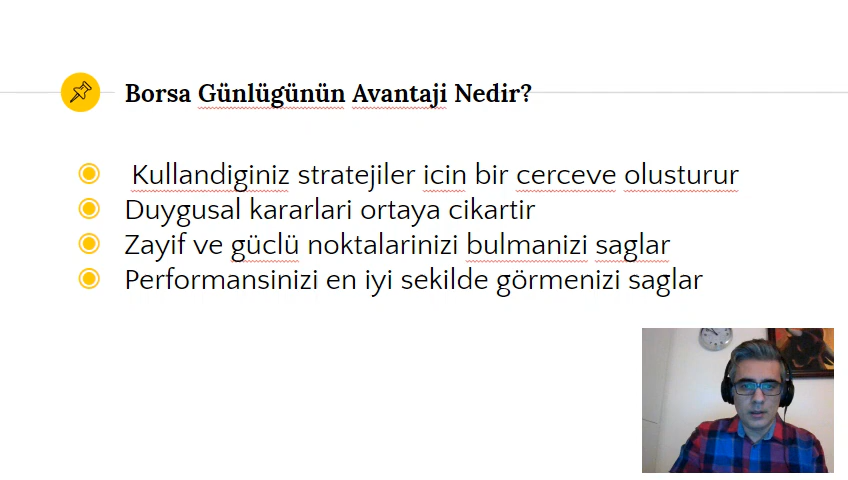 Borsa Günlügünün Avantaji Nedir?
Kullandiginiz stratejiler icin bir cerceve olusturur
Duygusal kararlari ortaya cikartir
Zayif ve güclü noktalarinizi bulmanizi saglar
Performansinizi en iyi sekilde görmenizi saglar